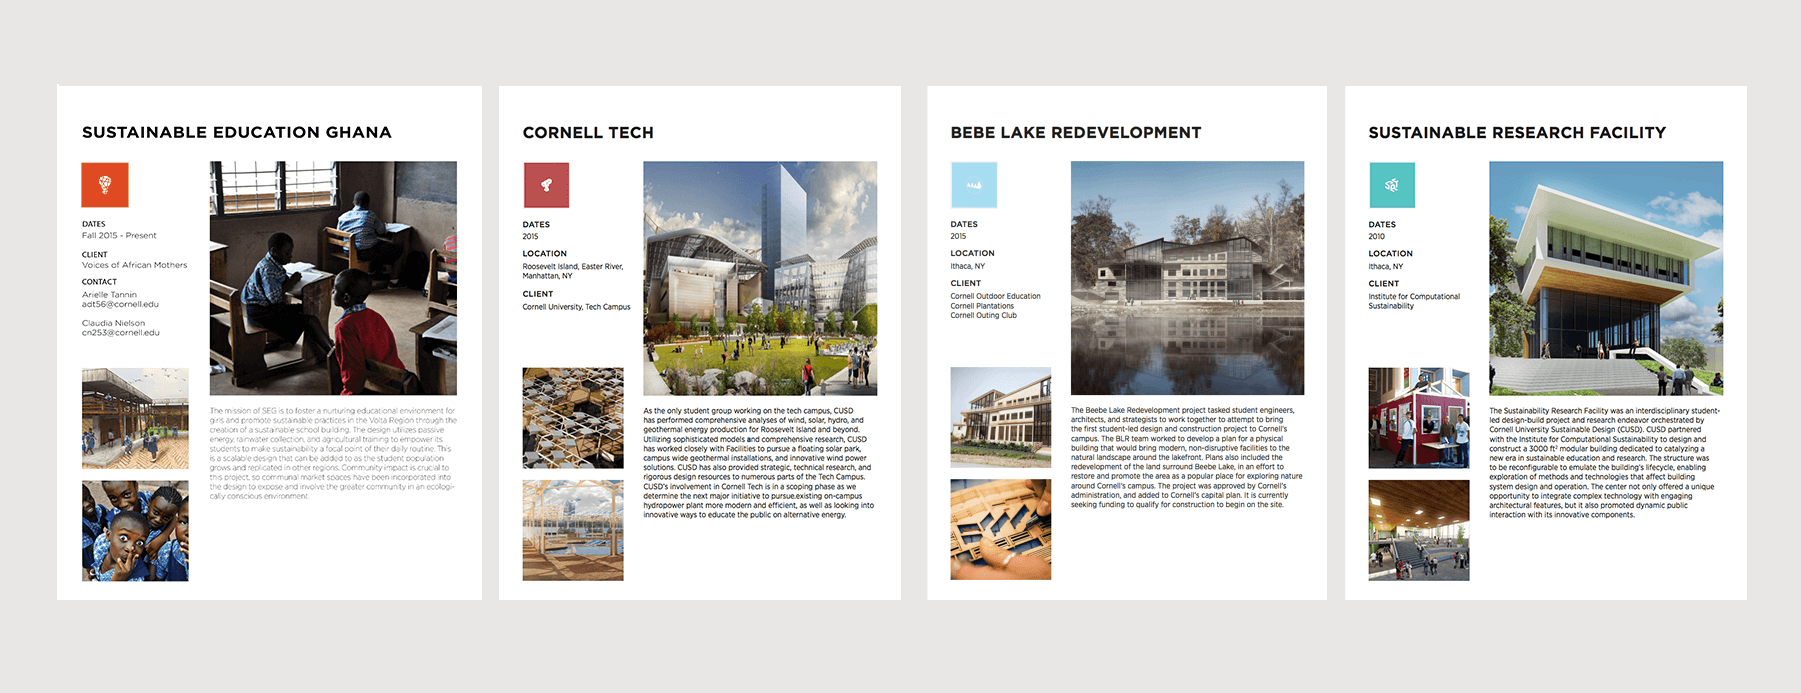 SUSTAINABLE EDUCATION GHANA
DATES
Fall 2015 - Present
CLIENT
Voices of African Mothers
CONTACT
Arielle Tannin
adt56@cornell.edu
Claudia Nielson
cn253@cornell.edu
The mission of SEG is to foster a nurturing educational environment for
girls and promote sustainable practices in the Volta Region through the
creation of a sustainable school building. The design utilizes passive
energy, rainwater collection, and agricultural training to empower its
students to make sustainability a focal point of their daily routine. This
is a scalable design that can be added to as the student population
grows and replicated in other regions. Community impact is crucial to
this project, so communal market spaces have been incorporated into
the design to expose and involve the greater community in an ecologi-
cally conscious environment.
CORNELL TECH
DATES
2015
LOCATION
Roosevelt Island, Easter River,
Manhattan, NY
CLIENT
Cornell University, Tech Campus
As the only student group working on the tech campus, CUSD
has performed comprehensive analyses of wind, solar, hydro, and
geothermal energy production for Roosevelt Island and beyond.
Utilizing sophisticated models and comprehensive research, CUSD
has worked closely with Facilities to pursue a floating solar park,
campus wide geothermal installations, and innovative wind power
solutions. CUSD has also provided strategic, technical research, and
rigorous design resources to numerous parts of the Tech Campus.
CUSD's involvement in Cornell Tech is in a scoping phase as we
determine the next major initiative to pursue.existing on-campus
hydropower plant more modern and efficient, as well as looking into
innovative ways to educate the public on alternative energy.
BEBE LAKE REDEVELOPMENT
DATES
2015
LOCATION
Ithaca, NY
CLIENT
Cornell Outdoor Education
Cornell Plantations
Cornell Outing Club
The Beebe Lake Redevelopment project tasked student engineers,
architects, and strategists to work together to attempt to bring
the first student-led design and construction project to Cornell's
campus. The BLR team worked to develop a plan for a physical
building that would bring modern, non-disruptive facilities to the
natural landscape around the lakefront. Plans also included the
redevelopment of the land surround Beebe Lake, in an effort to
restore and promote the area as a popular place for exploring nature
around Cornell's campus. The project was approved by Cornell's
administration, and added to Cornell's capital plan. It is currently
seeking funding to qualify for construction to begin on the site.
SUSTAINABLE RESEARCH FACILITY
SRF
DATES
2010
LOCATION
Ithaca, NY
CLIENT
Institute for Computational
Sustainability
The Sustainability Research Facility was an interdisciplinary student-
led design-build project and research endeavor orchestrated by
Cornell University Sustainable Design (CUSD). CUSD partnered
with the Institute for Computational Sustainability to design and
construct a 3000 ft² modular building dedicated to catalyzing a
new era in sustainable education and research. The structure was
to be reconfigurable to emulate the building's lifecycle, enabling
exploration of methods and technologies that affect building
system design and operation. The center not only offered a unique
opportunity to integrate complex technology with engaging
architectural features, but it also promoted dynamic public
interaction with its innovative components.